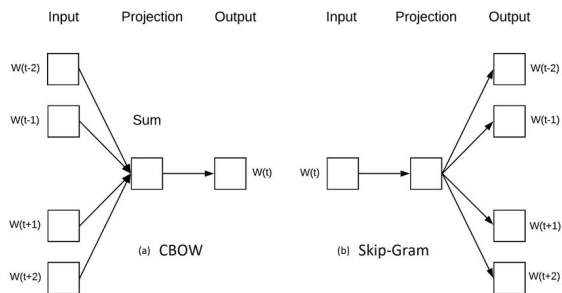 Input Projection Output Input Projection Output
W(t-2) W(t-2)
W(t-1) Sum W(t-1)
W(t) W(t)
W(t+1) W(t+1)
(a) CBOW (b) Skip-Gram
W(t+2) W(t+2)